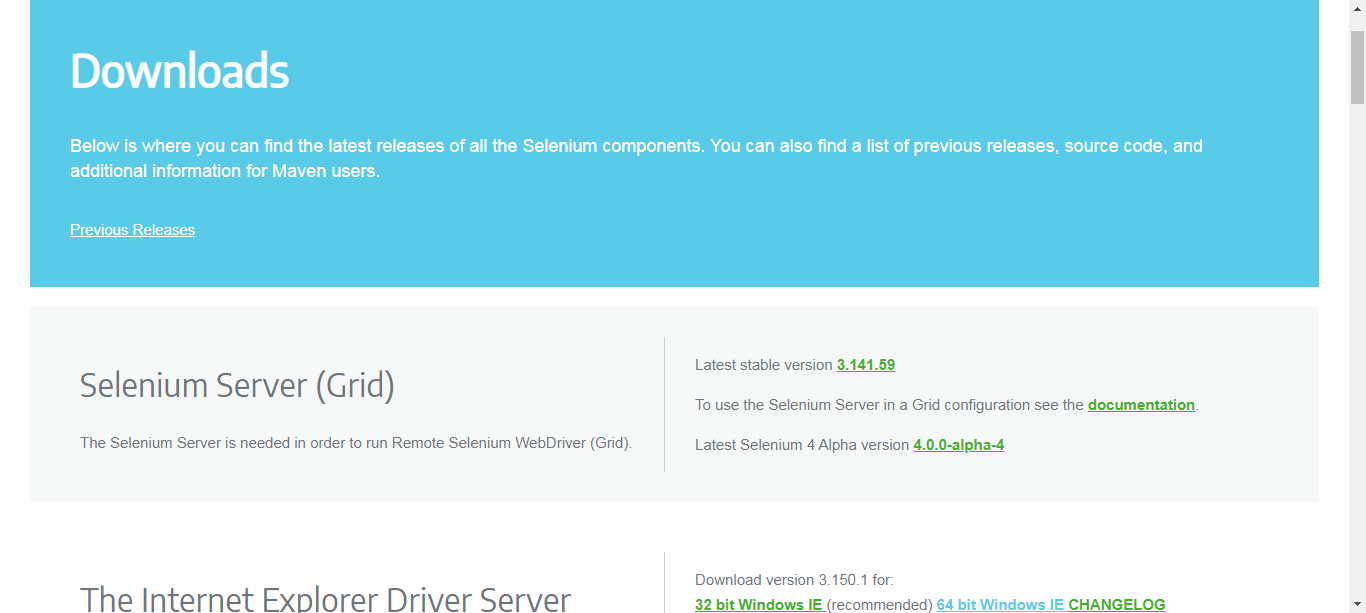 Downloads
Below is where you can find the latest releases of all the Selenium components. You can also find a list of previous releases, source code, and
additional information for Maven users.
Previous Releases
Selenium Server (Grid)
The Selenium Server is needed in order to run Remote Selenium WebDriver (Grid).
Latest stable version 3.141.59
To use the Selenium Server in a Grid configuration see the documentation.
Latest Selenium 4 Alpha version 4.0.0-alpha-4
The Internet Explorer Driver Server
Download version 3.150.1 for:
32 bit Windows IE (recommended) 64 bit Windows IE CHANGELOG